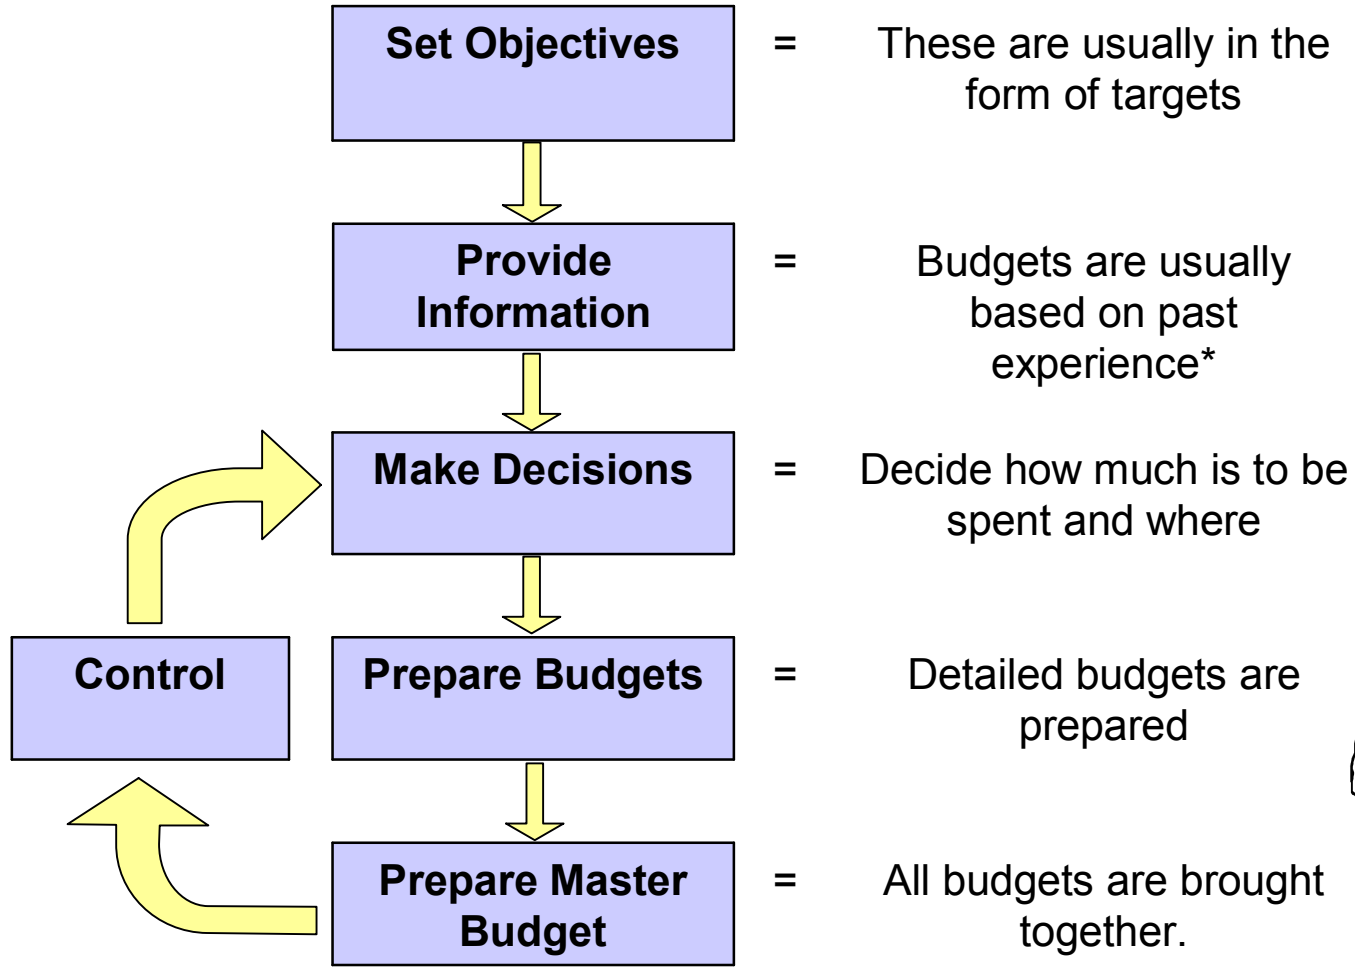 Set Objectives
=
These are usually in the
form of targets
Provide
Information
=
Budgets are usually
based on past
experience*
Make Decisions
=
Decide how much is to be
spent and where
Control
Prepare Budgets
=
Detailed budgets are
prepared
Prepare Master
Budget
=
All budgets are brought
together.